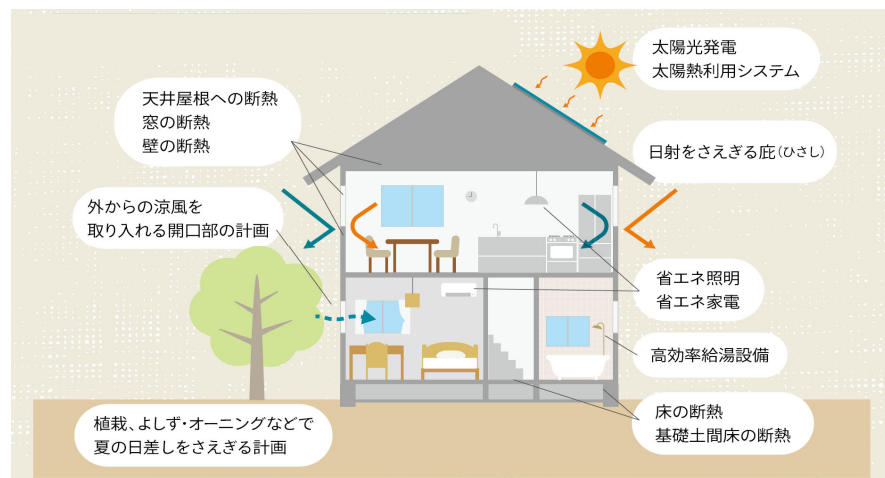 太陽光発電
太陽熱利用システム
天井屋根への断熱
窓の断熱
壁の断熱
日射をさえぎる庇(ひさし)
外からの涼風を
取り入れる開口部の計画
省エネ照明
省エネ家電
高効率給湯設備
植栽、よしず・オーニングなどで
夏の日差しをさえぎる計画
床の断熱
基礎土間床の断熱